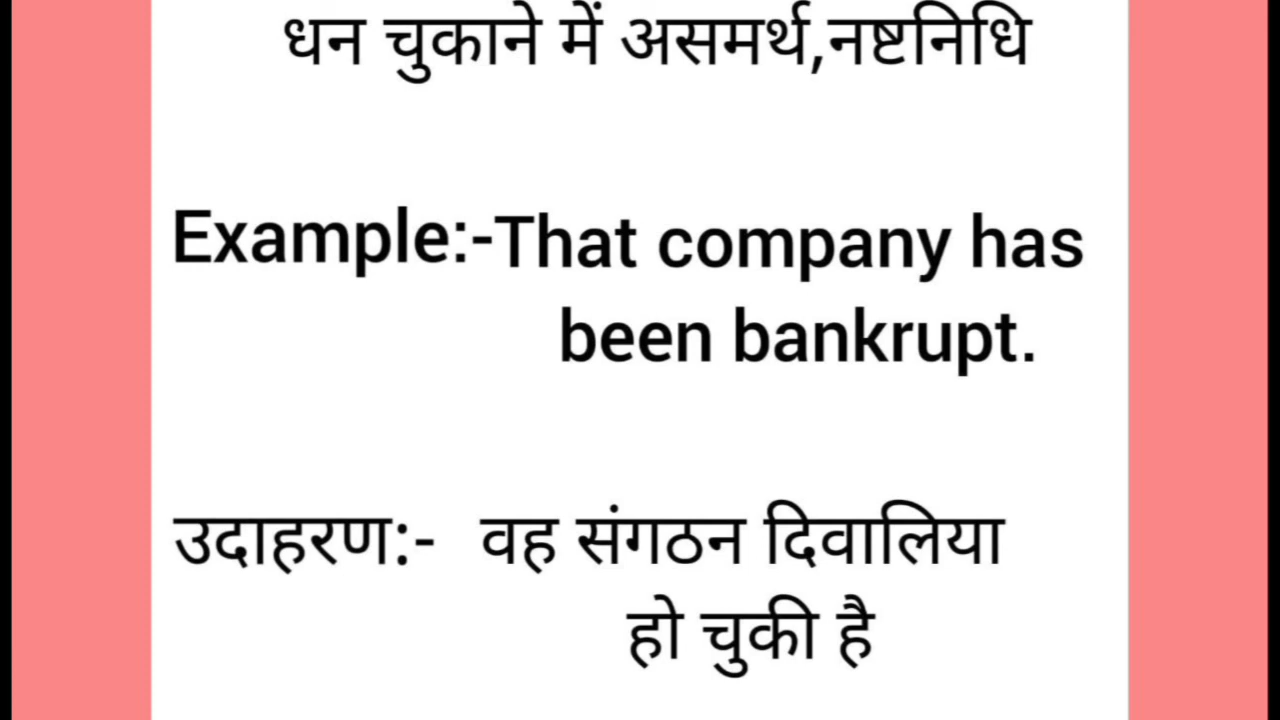 धन चुकाने में असमर्थ,नष्टनिधि
Example:-That company has
been bankrupt.
उदाहरण:- वह संगठन दिवालिया
हो चुकी है